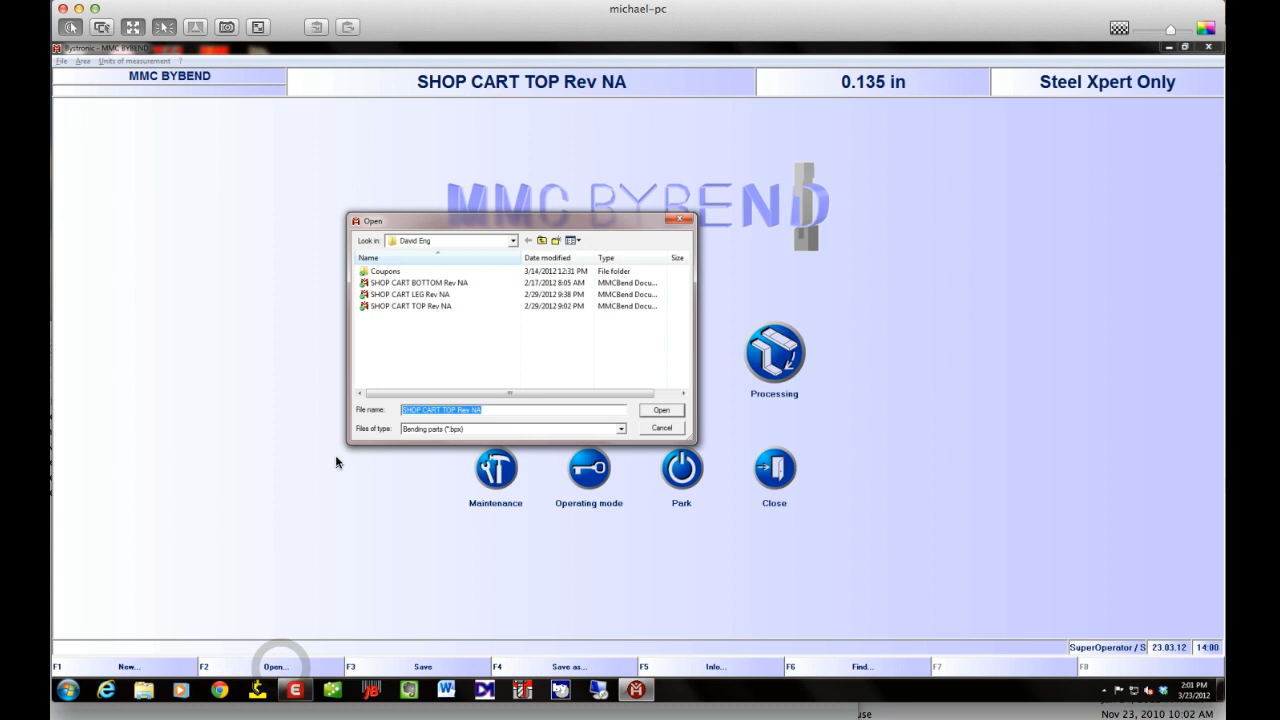 michael-pc
Bystronic - MMC BYBEND
File Area Units of measurement ?
MMC BYBEND
SHOP CART TOP Rev NA
0.135 in
Steel Xpert Only
MMC BYBEND
Open
Look in: David Eng
Name Date modified Type Size
Coupons 3/14/2012 12:31 PM File folder
SHOP CART BOTTOM Rev NA 2/17/2012 8:05 AM MMCBend Docu...
SHOP CART LEG Rev NA 2/29/2012 9:38 PM MMCBend Docu...
SHOP CART TOP Rev NA 2/29/2012 9:02 PM MMCBend Docu...
File name: SHOP CART TOP Rev NA Open
Files of type: Bending parts (*.bpx) Cancel
Processing
Maintenance Operating mode Park Close
SuperOperator / S 23.03.12 14:00
F1 New... F2 Open... F3 Save F4 Save as... F5 Info... F6 Find... F7 F8
2:01 PM
3/23/2012
Nov 23, 2010 10:02 AM